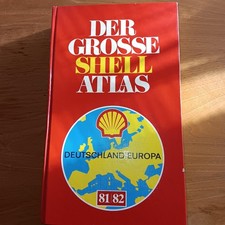 DER
GROSSE
SHELL
ATLAS
DEUTSCHLAND EUROPA
81/82